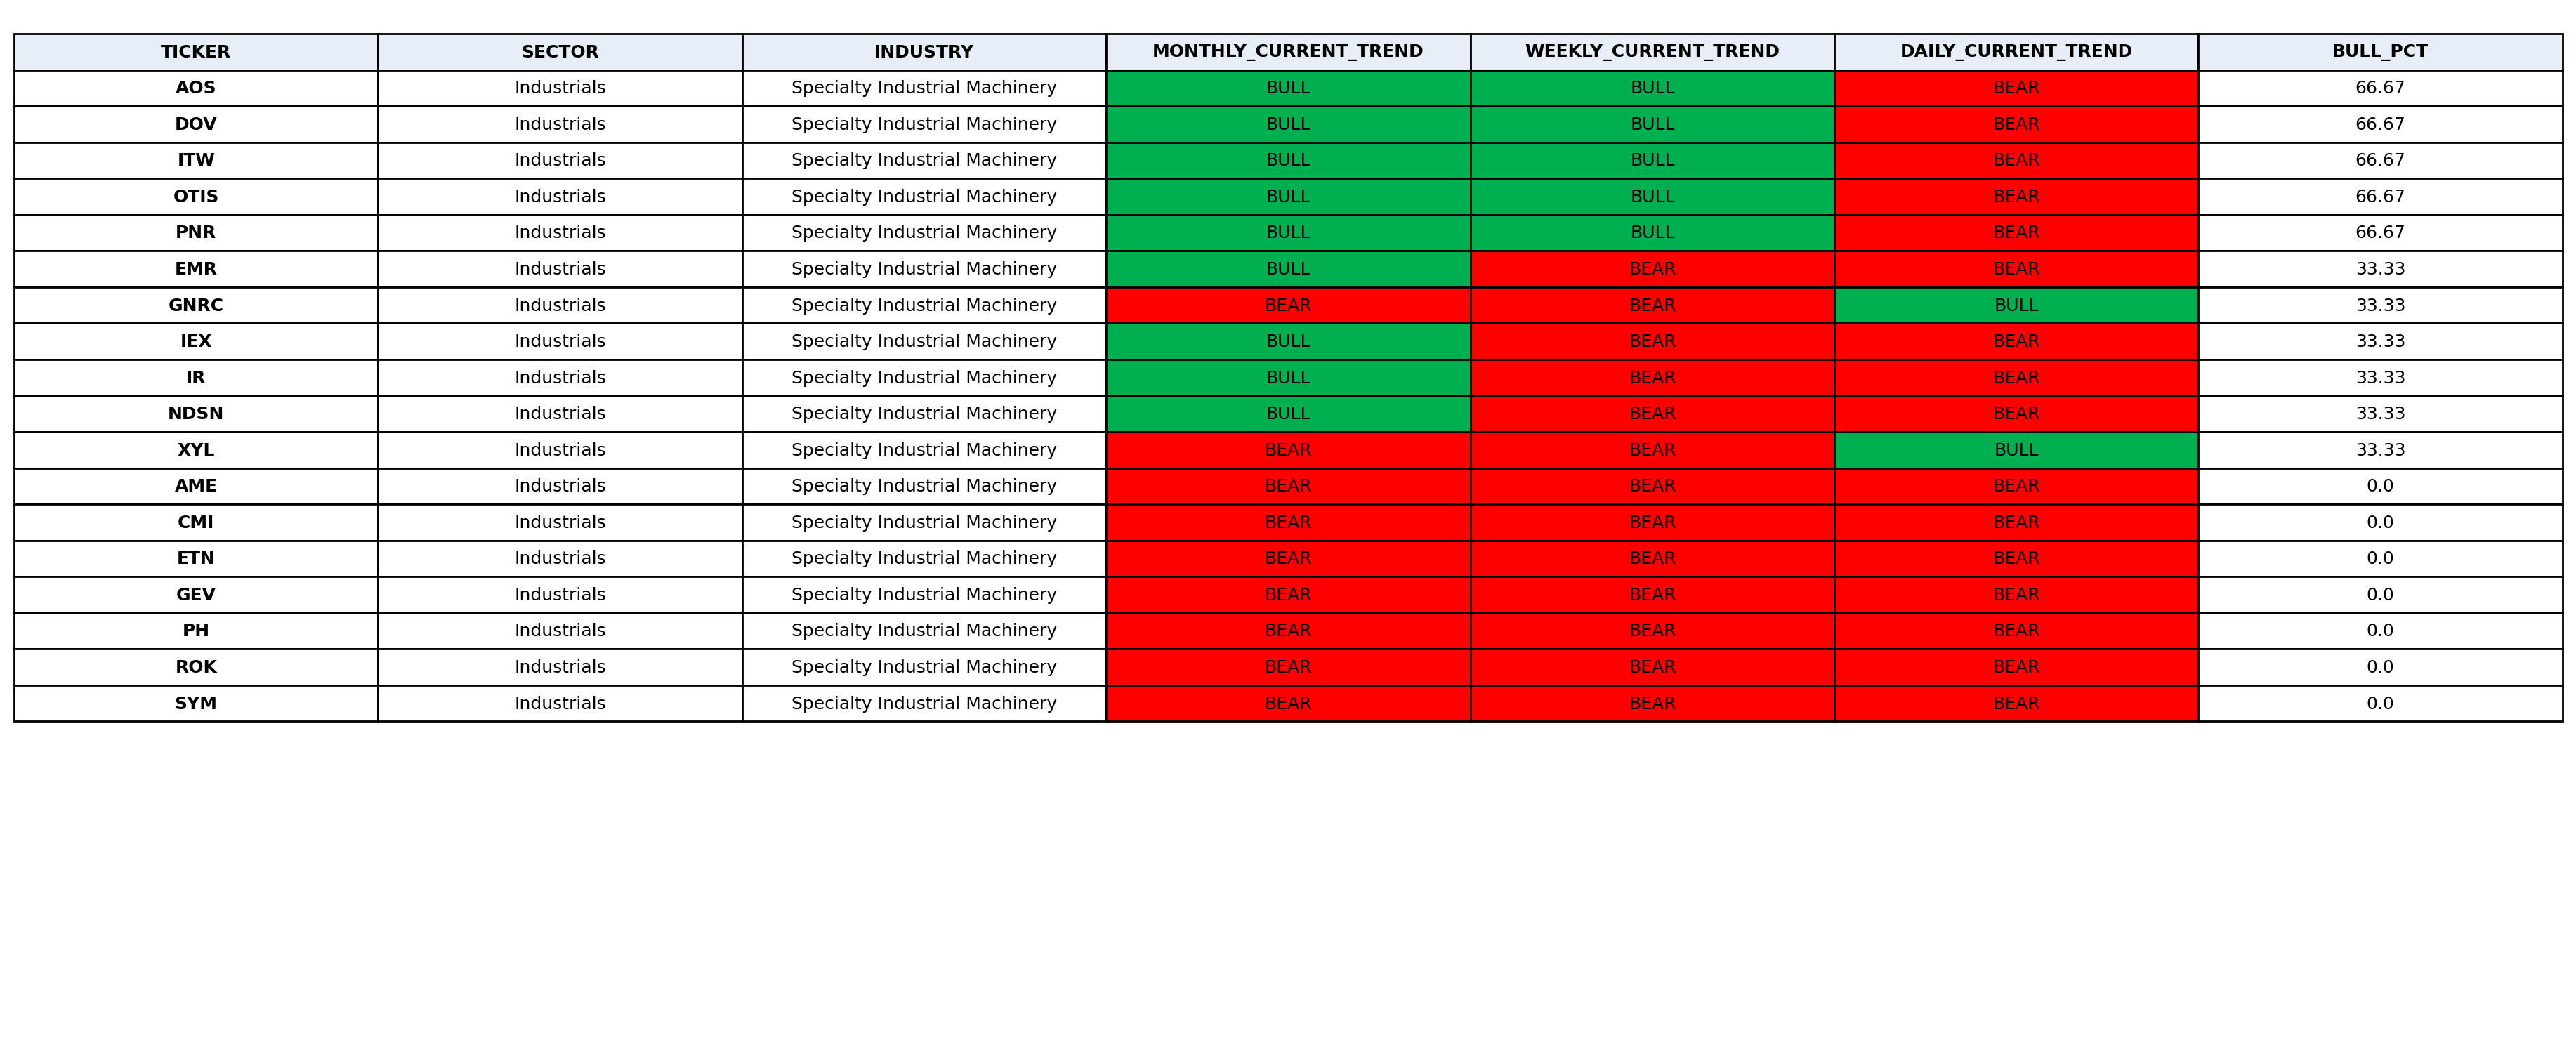 TICKER SECTOR INDUSTRY MONTHLY_CURRENT_TREND WEEKLY_CURRENT_TREND DAILY_CURRENT_TREND BULL_PCT
AOS Industrials Specialty Industrial Machinery BULL BULL BEAR 66.67
DOV Industrials Specialty Industrial Machinery BULL BULL BEAR 66.67
ITW Industrials Specialty Industrial Machinery BULL BULL BEAR 66.67
OTIS Industrials Specialty Industrial Machinery BULL BULL BEAR 66.67
PNR Industrials Specialty Industrial Machinery BULL BULL BEAR 66.67
EMR Industrials Specialty Industrial Machinery BULL BEAR BEAR 33.33
GNRC Industrials Specialty Industrial Machinery BEAR BEAR BULL 33.33
IEX Industrials Specialty Industrial Machinery BULL BEAR BEAR 33.33
IR Industrials Specialty Industrial Machinery BULL BEAR BEAR 33.33
NDSN Industrials Specialty Industrial Machinery BULL BEAR BEAR 33.33
XYL Industrials Specialty Industrial Machinery BEAR BEAR BULL 33.33
AME Industrials Specialty Industrial Machinery BEAR BEAR BEAR 0.0
CMI Industrials Specialty Industrial Machinery BEAR BEAR BEAR 0.0
ETN Industrials Specialty Industrial Machinery BEAR BEAR BEAR 0.0
GEV Industrials Specialty Industrial Machinery BEAR BEAR BEAR 0.0
PH Industrials Specialty Industrial Machinery BEAR BEAR BEAR 0.0
ROK Industrials Specialty Industrial Machinery BEAR BEAR BEAR 0.0
SYM Industrials Specialty Industrial Machinery BEAR BEAR BEAR 0.0